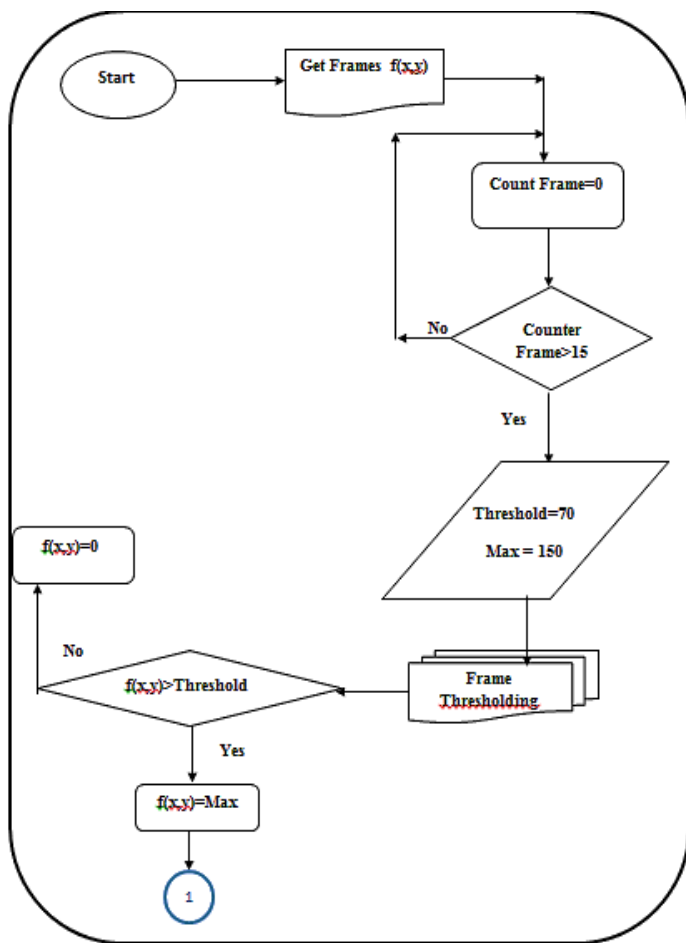 Start
Get Frames f(x,y)
Count Frame=0
No
Counter
Frame>15
Yes
Threshold=70
Max = 150
f(x,y)=0
No
f(x,y)>Threshold
Frame
Thresholding
Yes
f(x,y)=Max
1